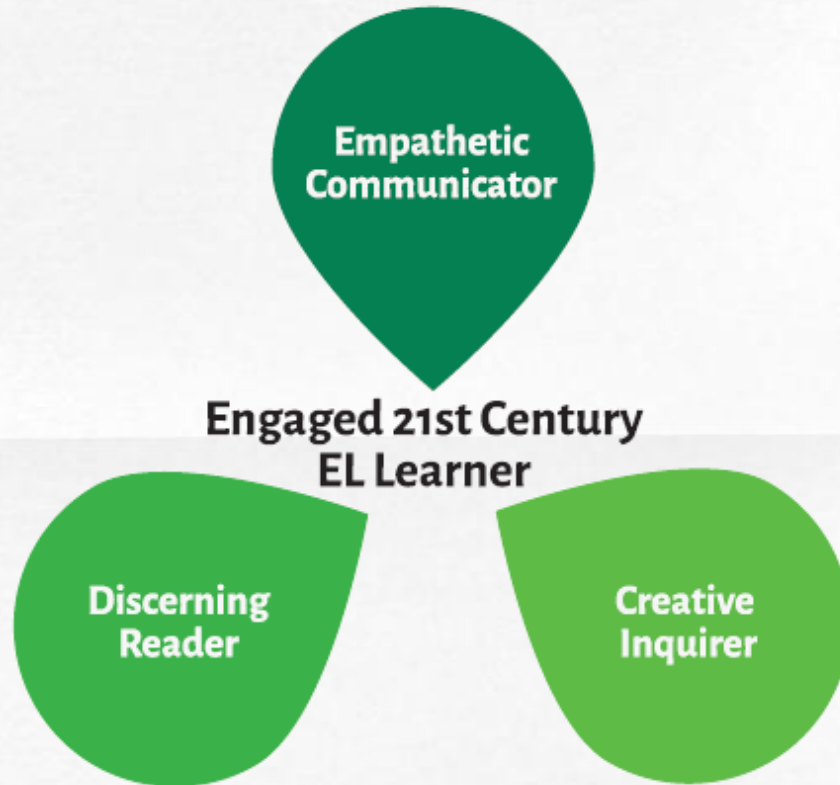 Empathetic
Communicator
Engaged 21st Century
EL Learner
Discerning
Reader
Creative
Inquirer